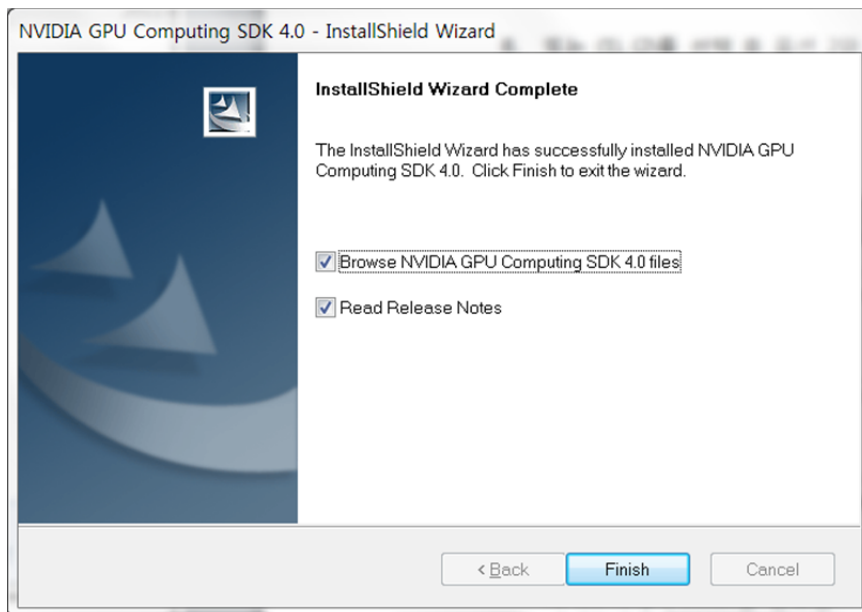 NVIDIA GPU Computing SDK 4.0 - InstallShield Wizard
InstallShield Wizard Complete
The InstallShield Wizard has successfully installed NVIDIA GPU
Computing SDK 4.0. Click Finish to exit the wizard.
Browse NVIDIA GPU Computing SDK 4.0 files
Read Release Notes
< Back Finish Cancel